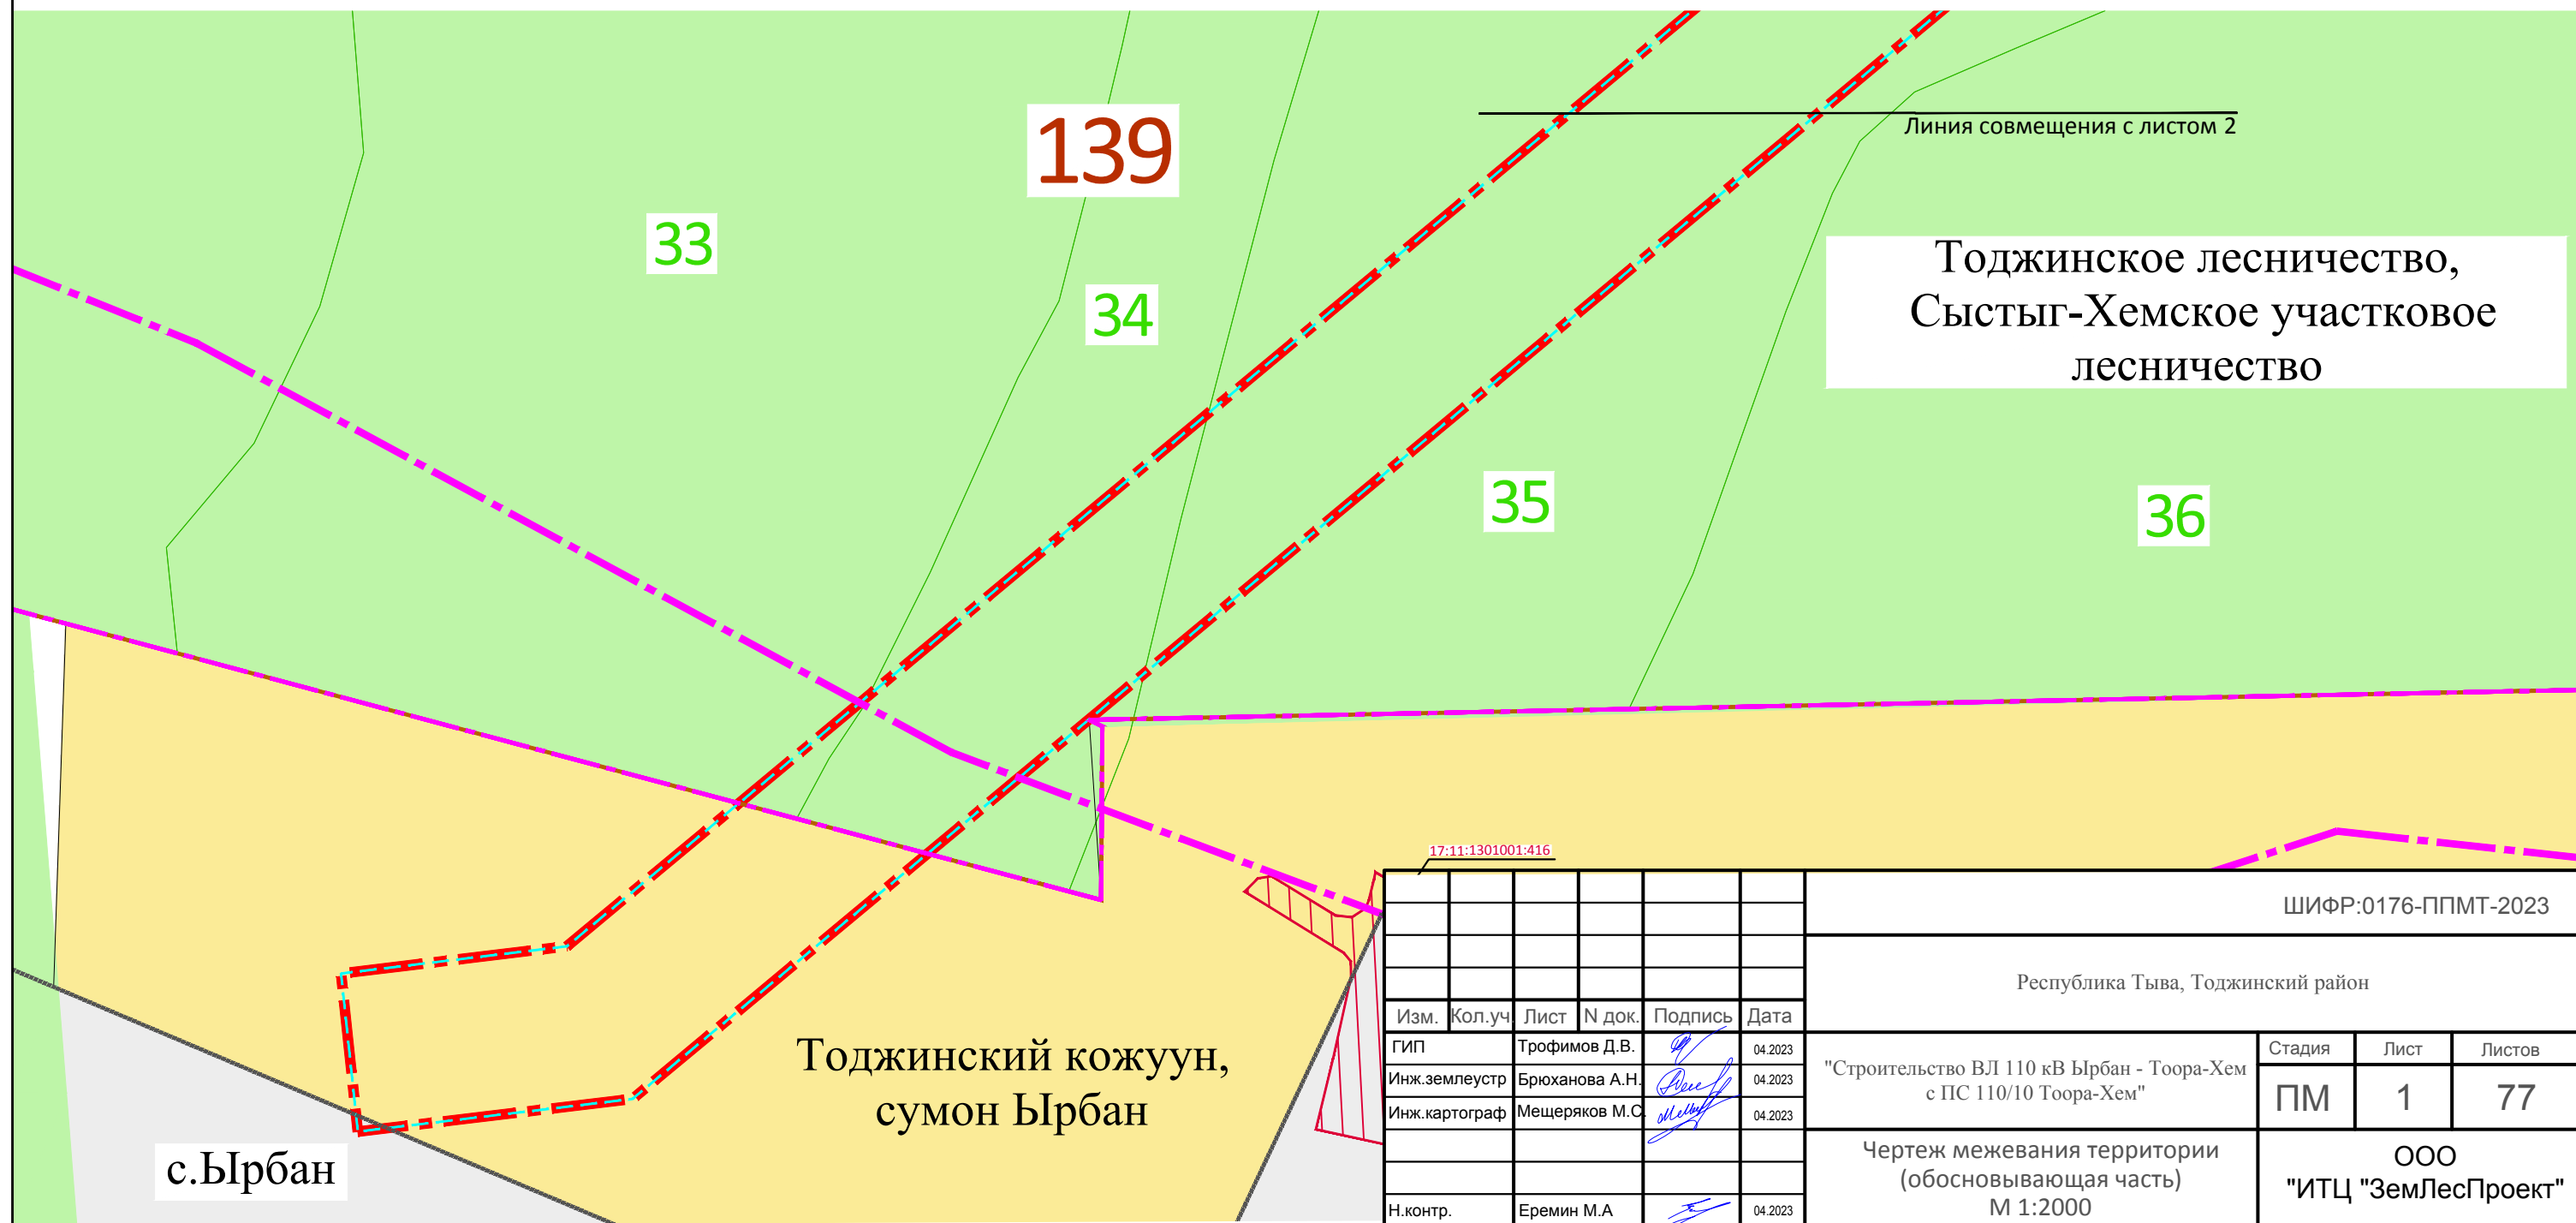 Линия совмещения с листом 2
139
33
34
Тоджинское лесничество,
Сыстыг-Хемское участковое
лесничество
35
36
17:11:1301001:416
Тоджинский кожуун,
сумон Ырбан
с.Ырбан
ШИФР:0176-ППМТ-2023
Республика Тыва, Тоджинский район
Изм. Кол.уч Лист N док. Подпись Дата
ГИП Трофимов Д.В. 04.2023
Инж.землеустр Брюханова А.Н. 04.2023
Инж.картограф Мещеряков М.С. 04.2023
Н.контр. Еремин М.А 04.2023
"Строительство ВЛ 110 кВ Ырбан - Тоора-Хем
с ПС 110/10 Тоора-Хем"
Стадия Лист Листов
ПМ 1 77
Чертеж межевания территории
(обосновывающая часть)
М 1:2000
ООО
"ИТЦ "ЗемЛесПроект"